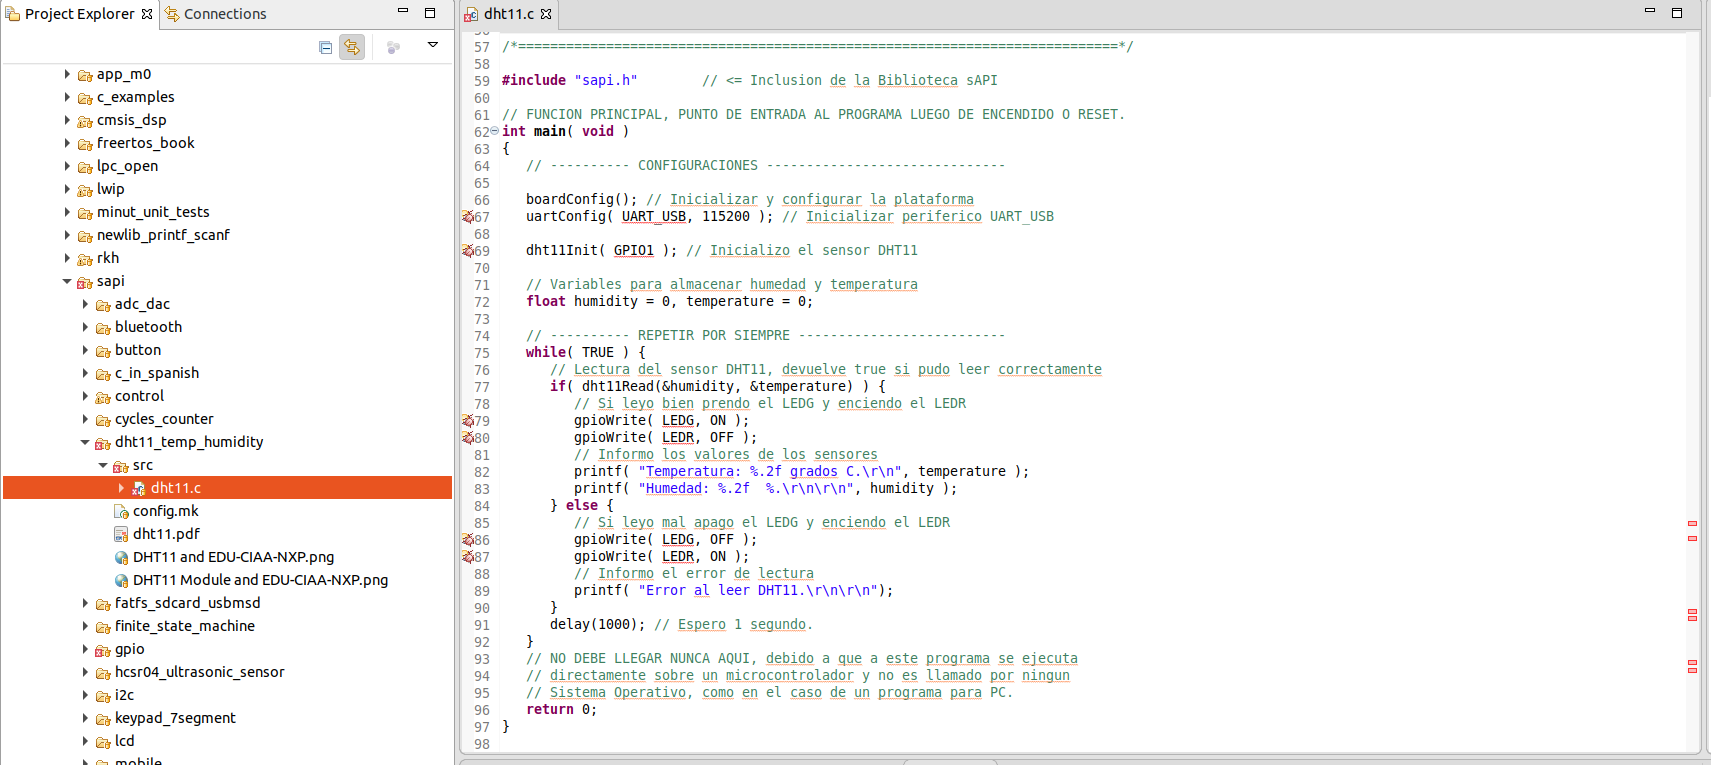 Project Explorer
Connections
app_m0
c_examples
cmsis_dsp
freertos_book
lpc_open
lwip
minut_unit_tests
newlib_printf_scanf
rkh
sapi
adc_dac
bluetooth
button
c_in_spanish
control
cycles_counter
dht11_temp_humidity
src
dht11.c
config.mk
dht11.pdf
DHT11 and EDU-CIAA-NXP.png
DHT11 Module and EDU-CIAA-NXP.png
fatfs_sdcard_usbmsd
finite_state_machine
gpio
hcsr04_ultrasonic_sensor
i2c
keypad_7segment
lcd
mobile
dht11.c
56
57 /*===========================================================================*/
58
59 #include "sapi.h"        // <= Inclusion de la Biblioteca sAPI
60
61 // FUNCION PRINCIPAL, PUNTO DE ENTRADA AL PROGRAMA LUEGO DE ENCENDIDO O RESET.
62 int main( void )
63 {
64    // ---------- CONFIGURACIONES ------------------------------
65
66    boardConfig(); // Inicializar y configurar la plataforma
67    uartConfig( UART_USB, 115200 ); // Inicializar periferico UART_USB
68
69    dht11Init( GPIO1 ); // Inicializo el sensor DHT11
70
71    // Variables para almacenar humedad y temperatura
72    float humidity = 0, temperature = 0;
73
74    // ---------- REPETIR POR SIEMPRE --------------------------
75    while( TRUE ) {
76       // Lectura del sensor DHT11, devuelve true si pudo leer correctamente
77       if( dht11Read(&humidity, &temperature) ) {
78          // Si leyo bien prendo el LEDG y enciendo el LEDR
79          gpioWrite( LEDG, ON );
80          gpioWrite( LEDR, OFF );
81          // Informo los valores de los sensores
82          printf( "Temperatura: %.2f grados C.\r\n", temperature );
83          printf( "Humedad: %.2f  %.\r\n\r\n", humidity );
84       } else {
85          // Si leyo mal apago el LEDG y enciendo el LEDR
86          gpioWrite( LEDG, OFF );
87          gpioWrite( LEDR, ON );
88          // Informo el error de lectura
89          printf( "Error al leer DHT11.\r\n\r\n");
90       }
91       delay(1000); // Espero 1 segundo.
92    }
93    // NO DEBE LLEGAR NUNCA AQUI, debido a que a este programa se ejecuta
94    // directamente sobre un microcontrolador y no es llamado por ningun
95    // Sistema Operativo, como en el caso de un programa para PC.
96    return 0;
97 }
98